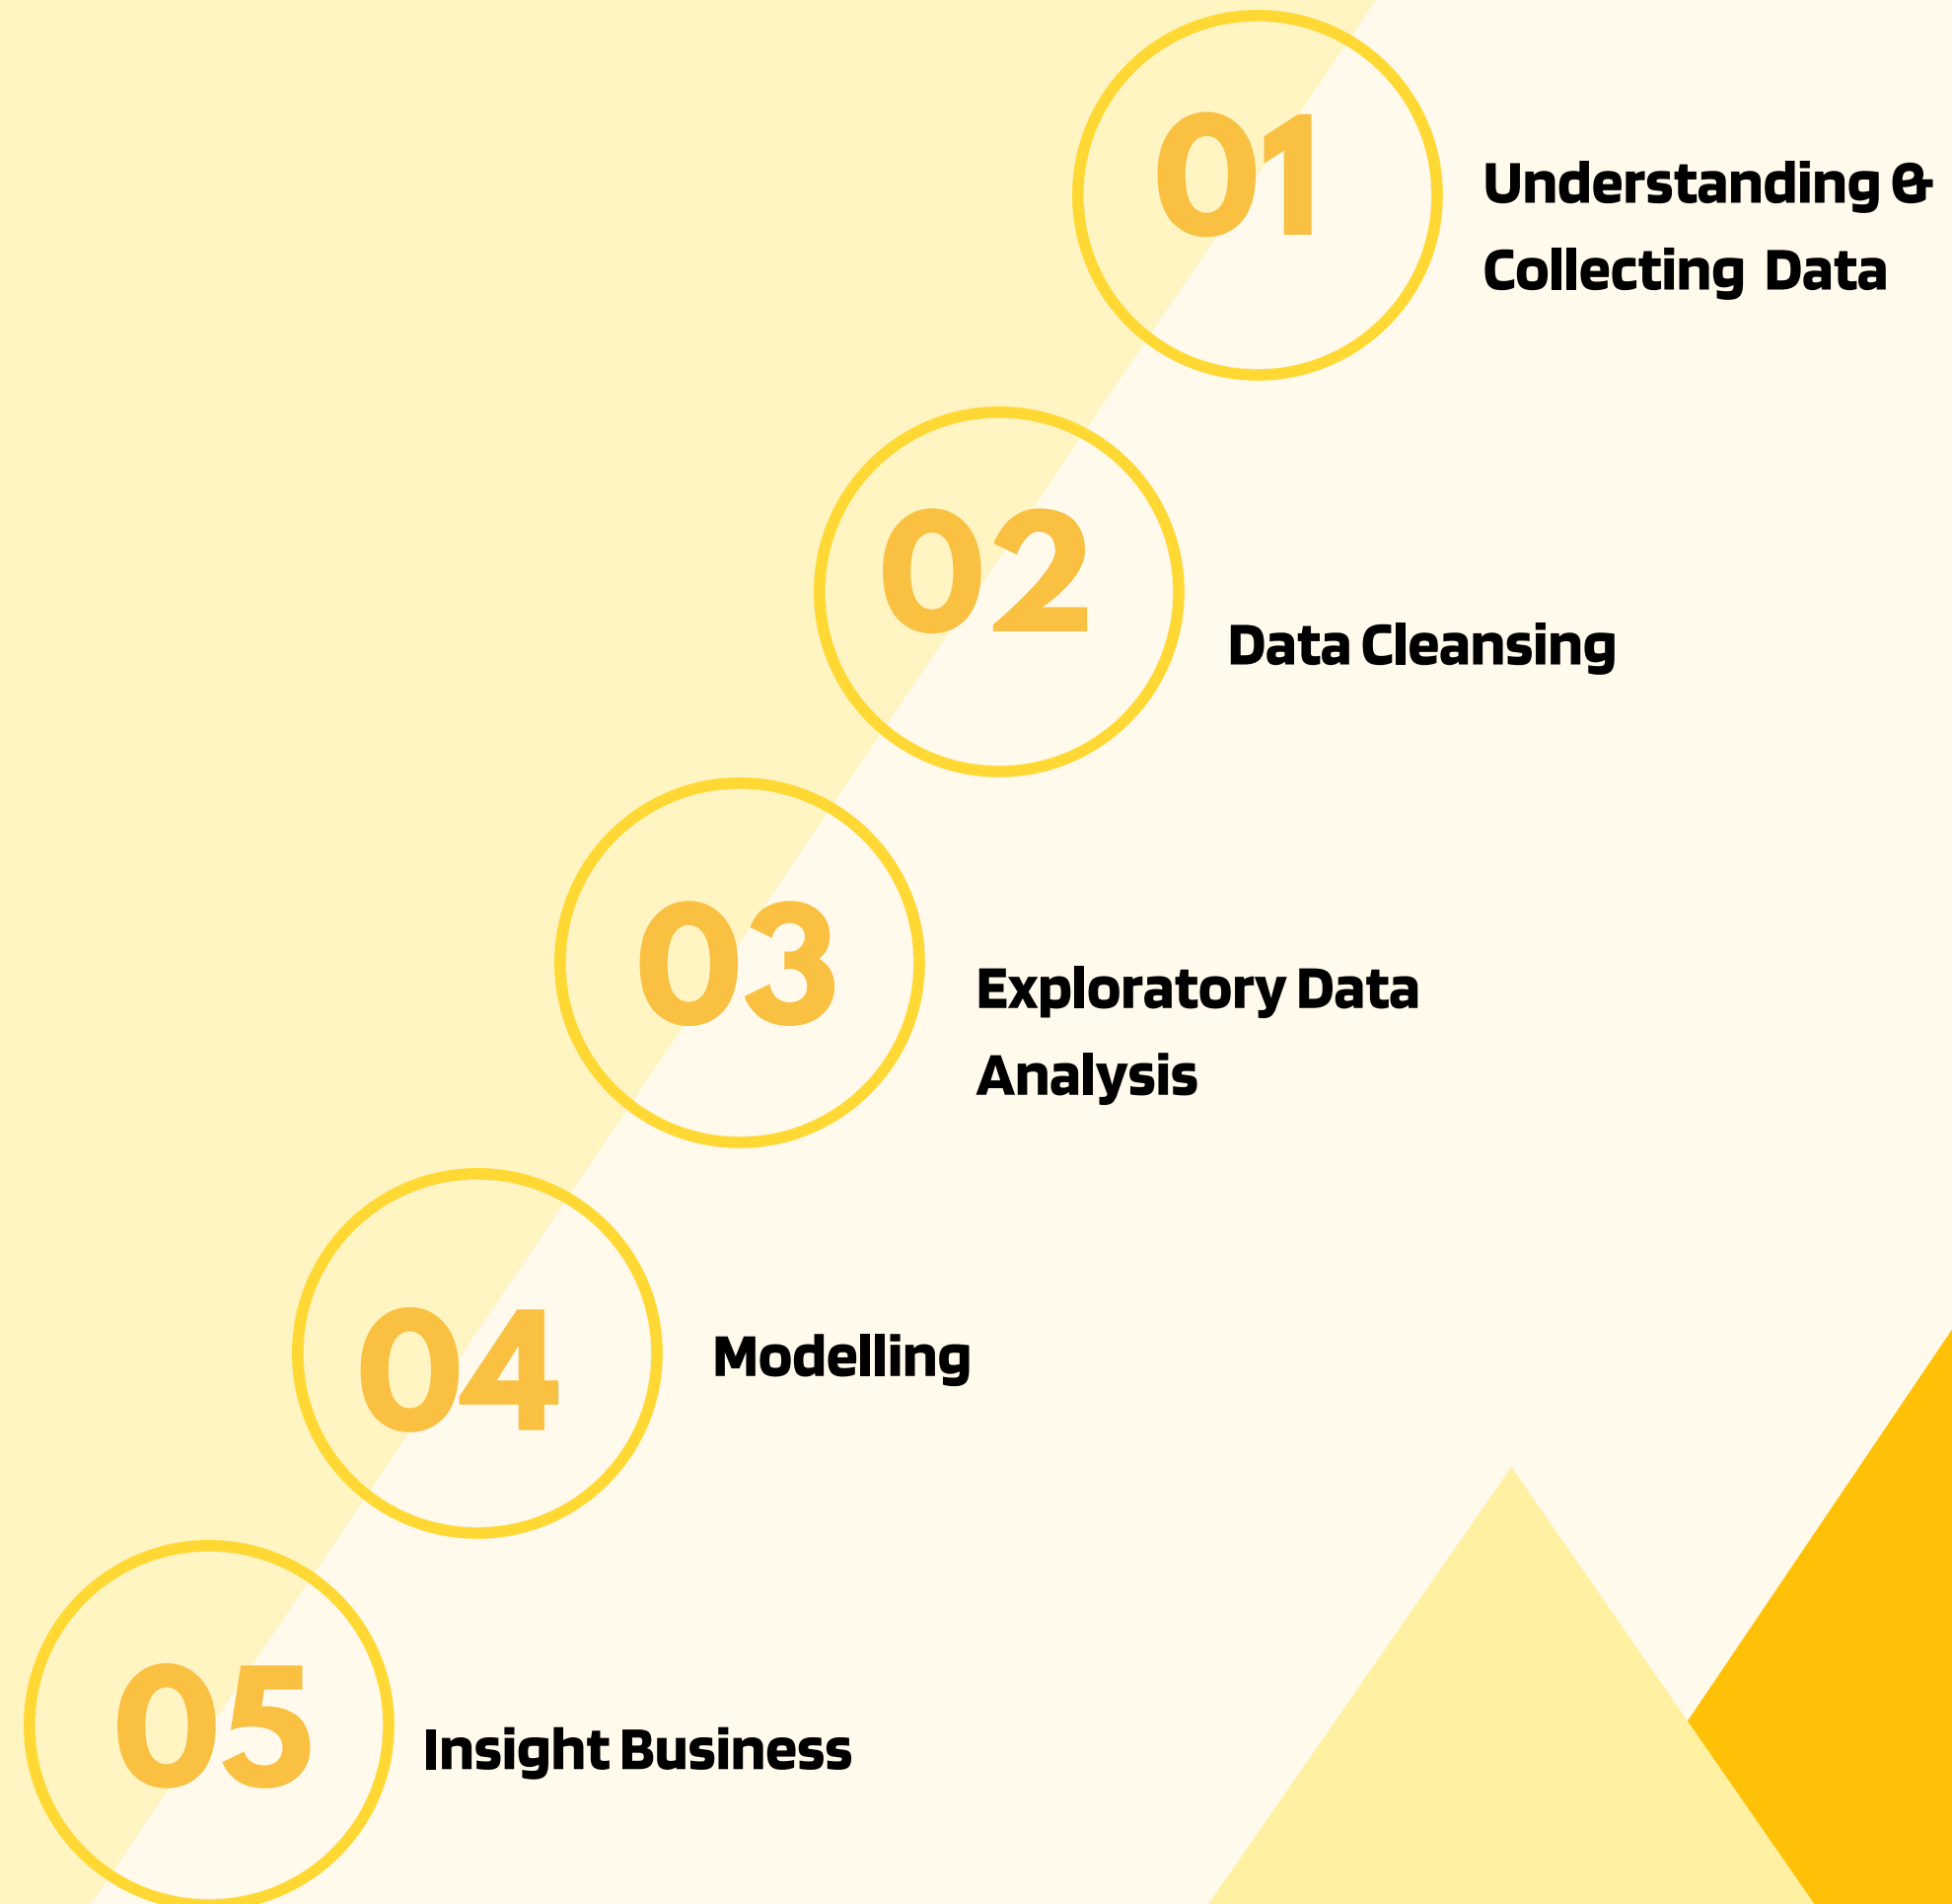 01
Understanding &
Collecting Data
02
Data Cleansing
03
Exploratory Data
Analysis
04
Modelling
05
Insight Business